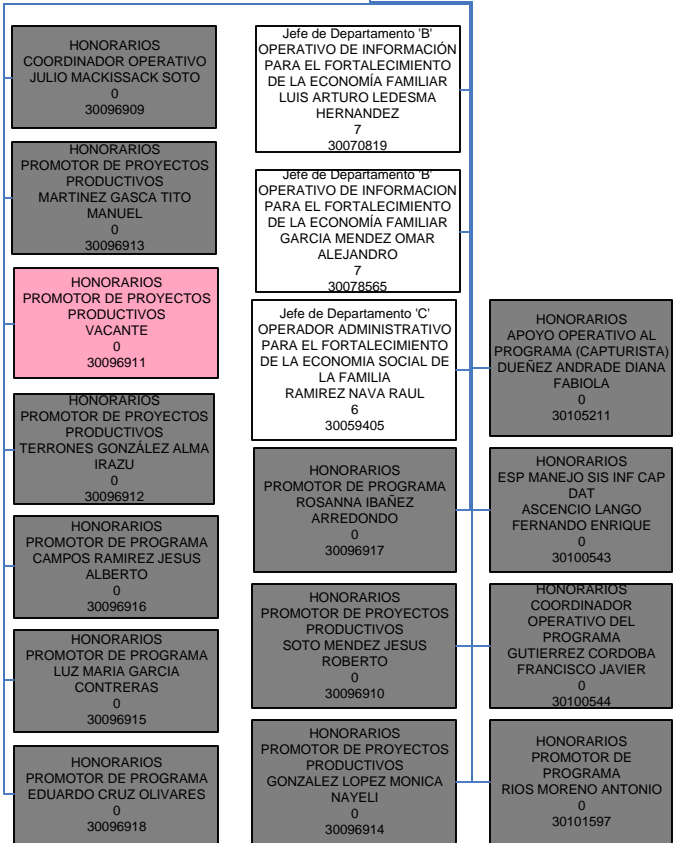 HONORARIOS
COORDINADOR OPERATIVO
JULIO MACKISSACK SOTO
0
30096909
HONORARIOS
PROMOTOR DE PROYECTOS
PRODUCTIVOS
MARTINEZ GASCA TITO
MANUEL
0
30096913
HONORARIOS
PROMOTOR DE PROYECTOS
PRODUCTIVOS
VACANTE
0
30096911
HONORARIOS
PROMOTOR DE PROYECTOS
PRODUCTIVOS
TERRONES GONZÁLEZ ALMA
IRAZU
0
30096912
HONORARIOS
PROMOTOR DE PROGRAMA
CAMPOS RAMIREZ JESUS
ALBERTO
0
30096916
HONORARIOS
PROMOTOR DE PROGRAMA
LUZ MARIA GARCIA
CONTRERAS
0
30096915
HONORARIOS
PROMOTOR DE PROGRAMA
EDUARDO CRUZ OLIVARES
0
30096918
Jefe de Departamento 'B'
OPERATIVO DE INFORMACIÓN
PARA EL FORTALECIMIENTO
DE LA ECONOMÍA FAMILIAR
LUIS ARTURO LEDESMA
HERNANDEZ
7
30070819
Jefe de Departamento 'B'
OPERATIVO DE INFORMACION
PARA EL FORTALECIMIENTO
DE LA ECONOMÍA FAMILIAR
GARCIA MENDEZ OMAR
ALEJANDRO
7
30078565
Jefe de Departamento 'C'
OPERADOR ADMINISTRATIVO
PARA EL FORTALECIMIENTO
DE LA ECONOMIA SOCIAL DE
LA FAMILIA
RAMIREZ NAVA RAUL
6
30059405
HONORARIOS
PROMOTOR DE PROGRAMA
ROSANNA IBAÑEZ
ARREDONDO
0
30096917
HONORARIOS
PROMOTOR DE PROYECTOS
PRODUCTIVOS
SOTO MENDEZ JESUS
ROBERTO
0
30096910
HONORARIOS
PROMOTOR DE PROYECTOS
PRODUCTIVOS
GONZALEZ LOPEZ MONICA
NAYELI
0
30096914
HONORARIOS
APOYO OPERATIVO AL
PROGRAMA (CAPTURISTA)
DUEÑEZ ANDRADE DIANA
FABIOLA
0
30105211
HONORARIOS
ESP MANEJO SIS INF CAP
DAT
ASCENCIO LANGO
FERNANDO ENRIQUE
0
30100543
HONORARIOS
COORDINADOR
OPERATIVO DEL
PROGRAMA
GUTIERREZ CORDOBA
FRANCISCO JAVIER
0
30100544
HONORARIOS
PROMOTOR DE
PROGRAMA
RIOS MORENO ANTONIO
0
30101597